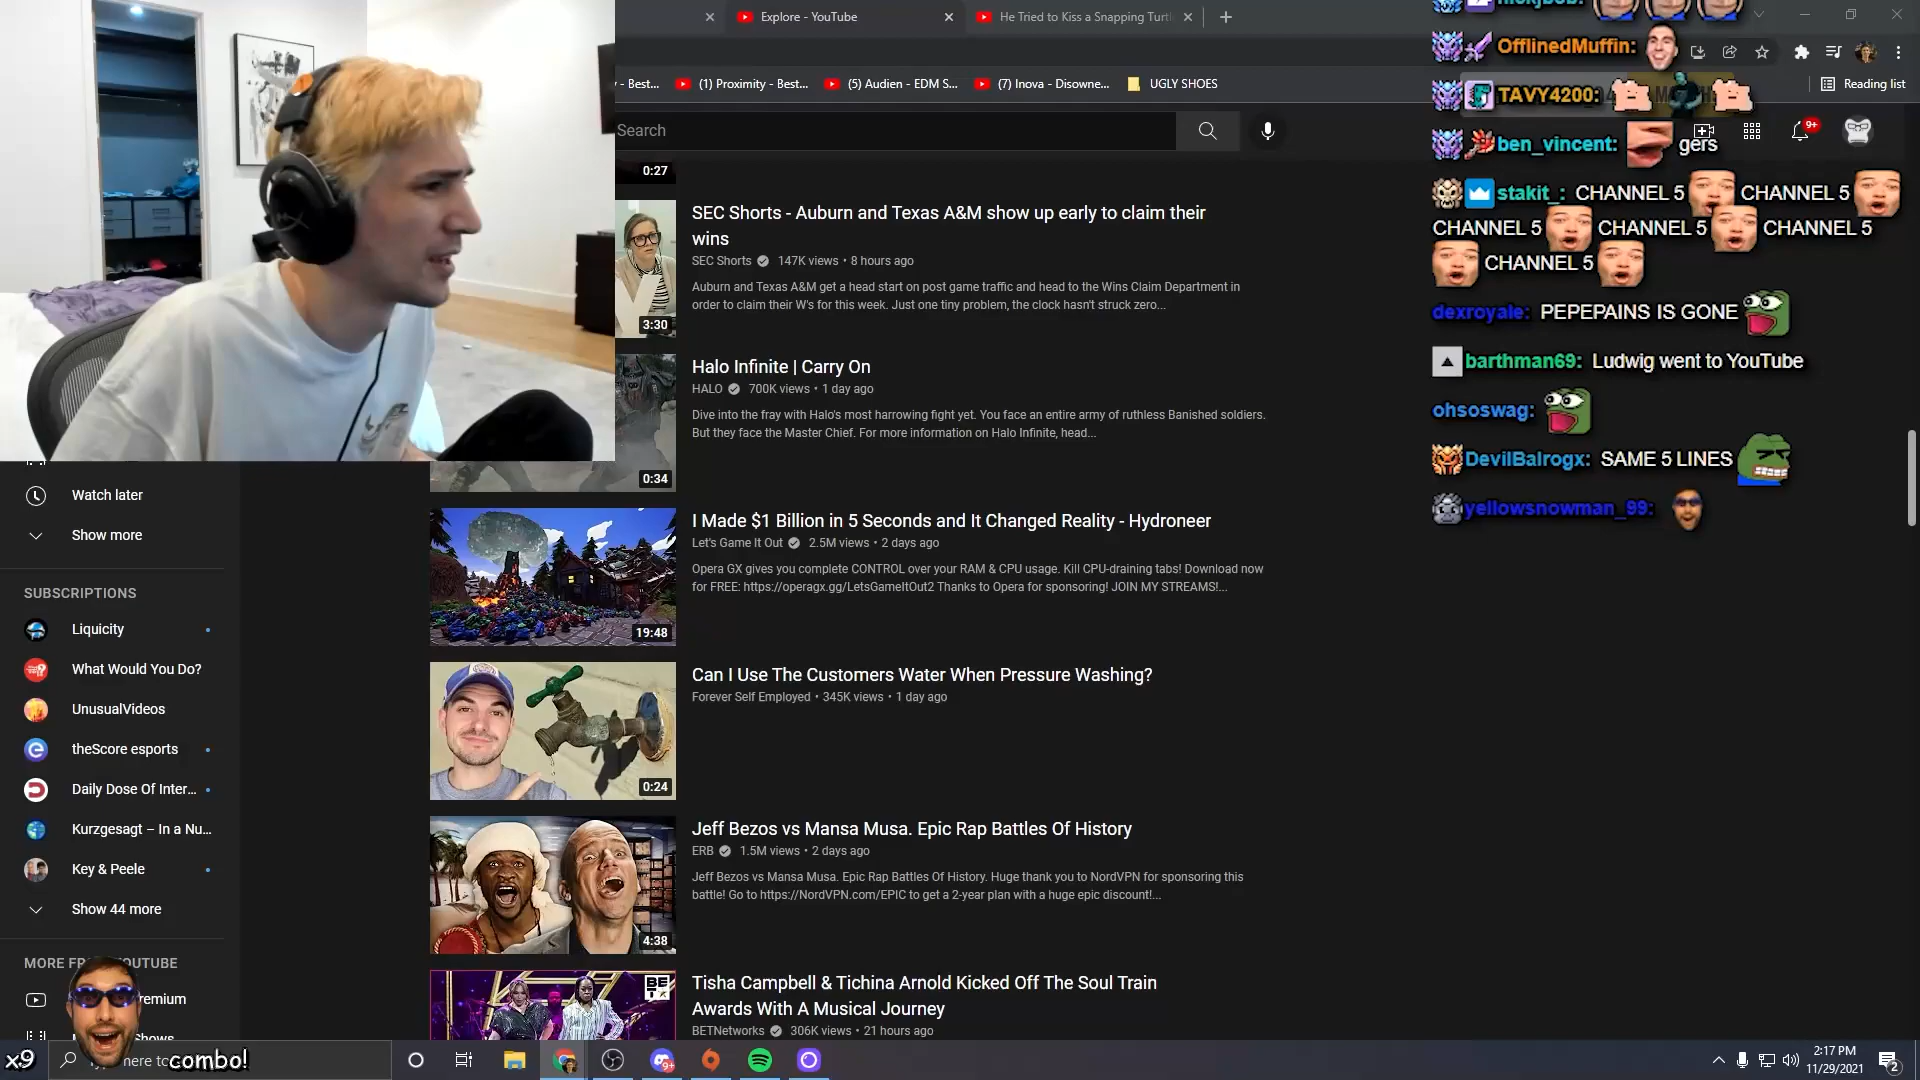 Explore - YouTube
He Tried to Kiss a Snapping Turt
- Best...
(1) Proximity - Best...
(5) Audien - EDM S...
(7) Inova - Disowne...
UGLY SHOES
Reading list
Search
9+
0:27
SEC Shorts - Auburn and Texas A&M show up early to claim their
wins
SEC Shorts 147K views • 8 hours ago
Auburn and Texas A&M get a head start on post game traffic and head to the Wins Claim Department in
order to claim their W's for this week. Just one tiny problem, the clock hasn't struck zero...
3:30
Halo Infinite | Carry On
HALO 700K views • 1 day ago
Dive into the fray with Halo's most harrowing fight yet. You face an entire army of ruthless Banished soldiers.
But they face the Master Chief. For more information on Halo Infinite, head...
0:34
I Made $1 Billion in 5 Seconds and It Changed Reality - Hydroneer
Let's Game It Out 2.5M views • 2 days ago
Opera GX gives you complete CONTROL over your RAM & CPU usage. Kill CPU-draining tabs! Download now
for FREE: https://operagx.gg/LetsGameItOut2 Thanks to Opera for sponsoring! JOIN MY STREAMS!...
19:48
Can I Use The Customers Water When Pressure Washing?
Forever Self Employed • 345K views • 1 day ago
0:24
Jeff Bezos vs Mansa Musa. Epic Rap Battles Of History
ERB 1.5M views • 2 days ago
Jeff Bezos vs Mansa Musa. Epic Rap Battles Of History. Huge thank you to NordVPN for sponsoring this
battle! Go to https://NordVPN.com/EPIC to get a 2-year plan with a huge epic discount!...
4:38
BET
Tisha Campbell & Tichina Arnold Kicked Off The Soul Train
Awards With A Musical Journey
BETNetworks 306K views • 21 hours ago
Watch later
Show more
SUBSCRIPTIONS
Liquicity
What Would You Do?
UnusualVideos
theScore esports
Daily Dose Of Inter...
Kurzgesagt – In a Nu...
Key & Peele
Show 44 more
MORE FR OUTUBE
remium
Shows
x9
here to
combo!
OfflinedMuffin:
TAVY4200:
ben_vincent: gers
stakit_: CHANNEL 5 CHANNEL 5
CHANNEL 5 CHANNEL 5 CHANNEL 5
CHANNEL 5
dexroyale: PEPEPAINS IS GONE
barthman69: Ludwig went to YouTube
ohsoswag:
DevilBalrogx: SAME 5 LINES
yellowsnowman_99:
9+
2:17 PM
11/29/2021
2